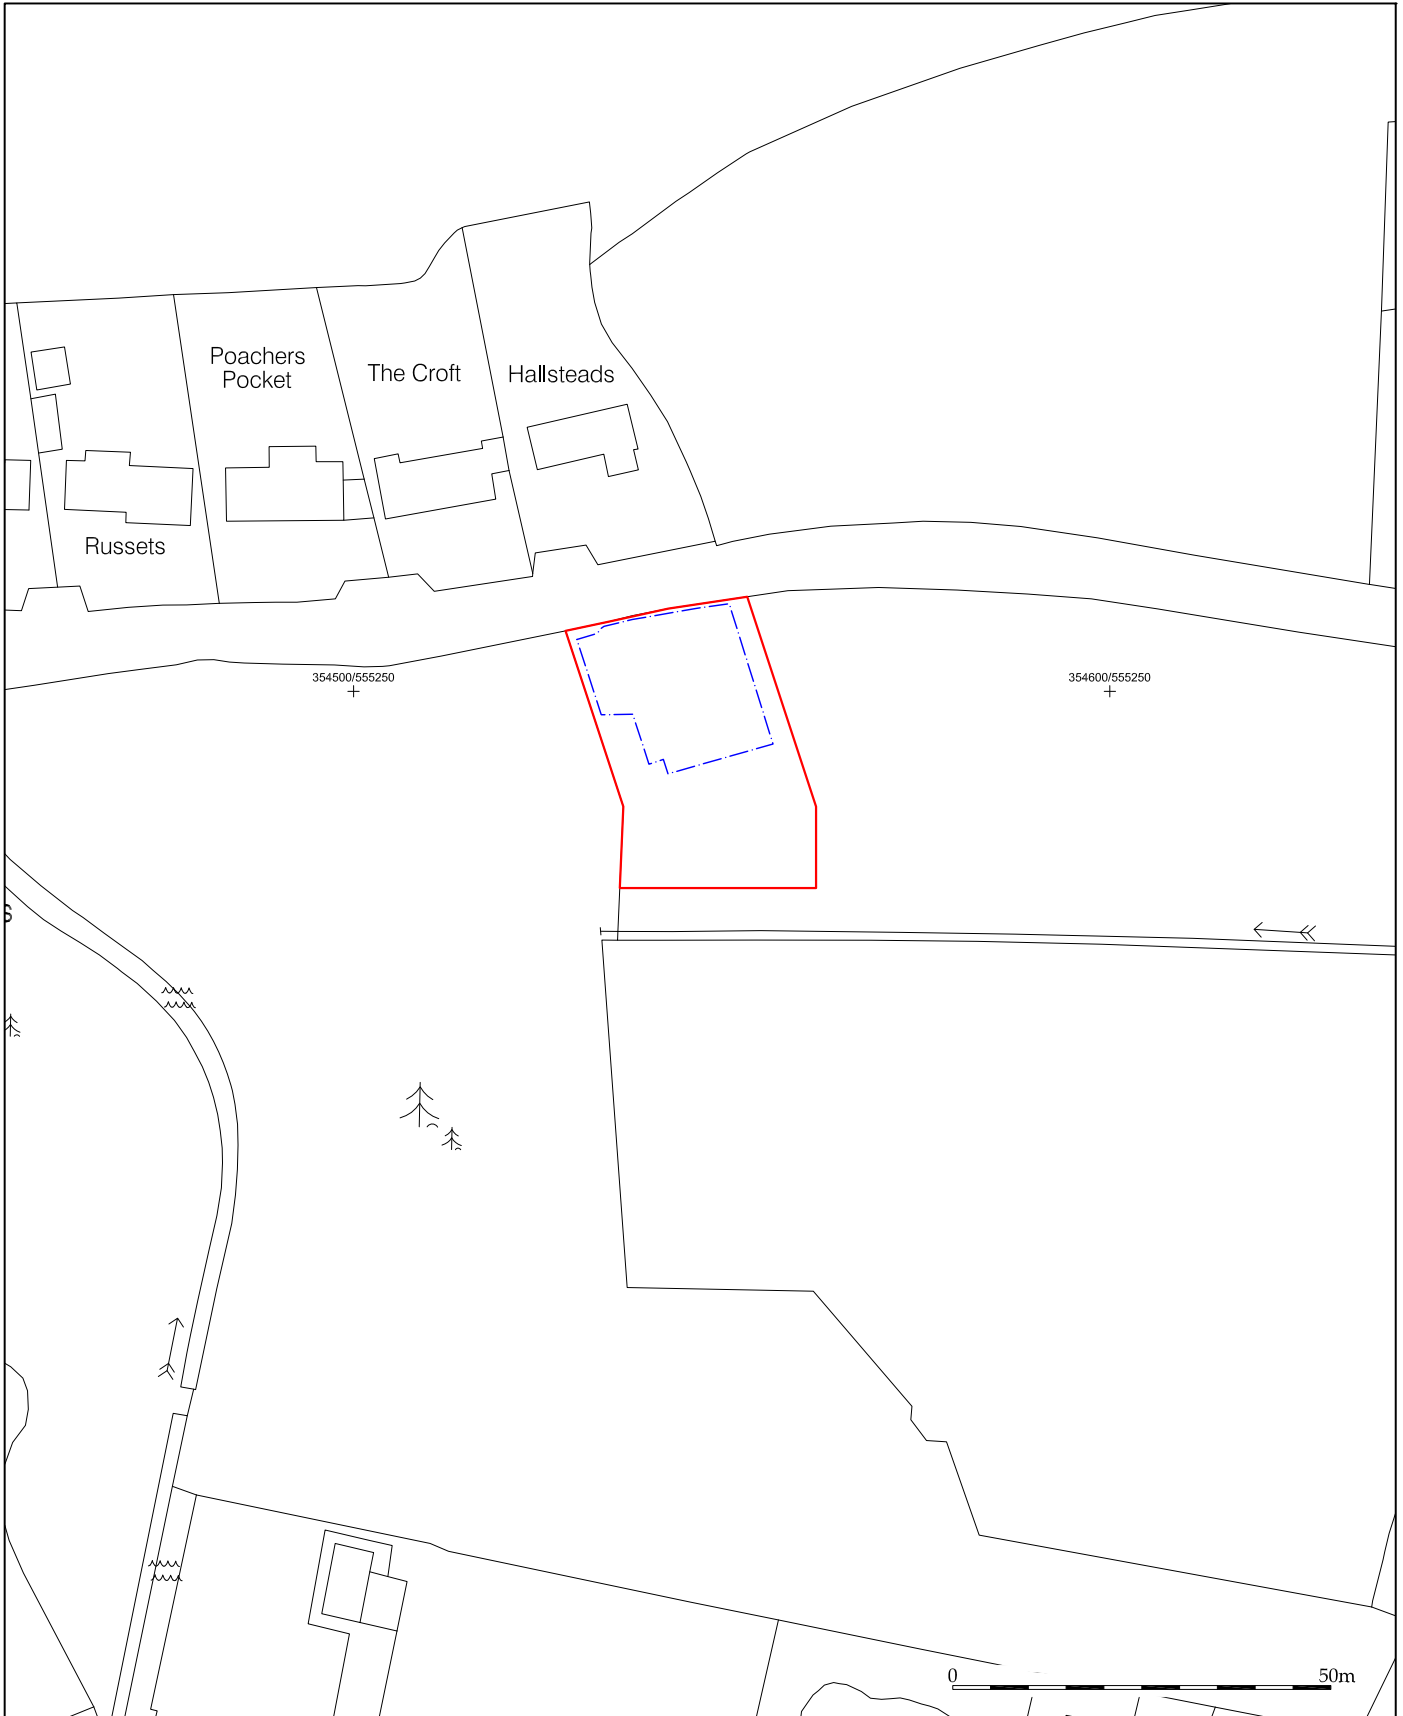 Poachers
Pocket
The Croft
Hallsteads
Russets
354500/555250
354600/555250
s
0
50m